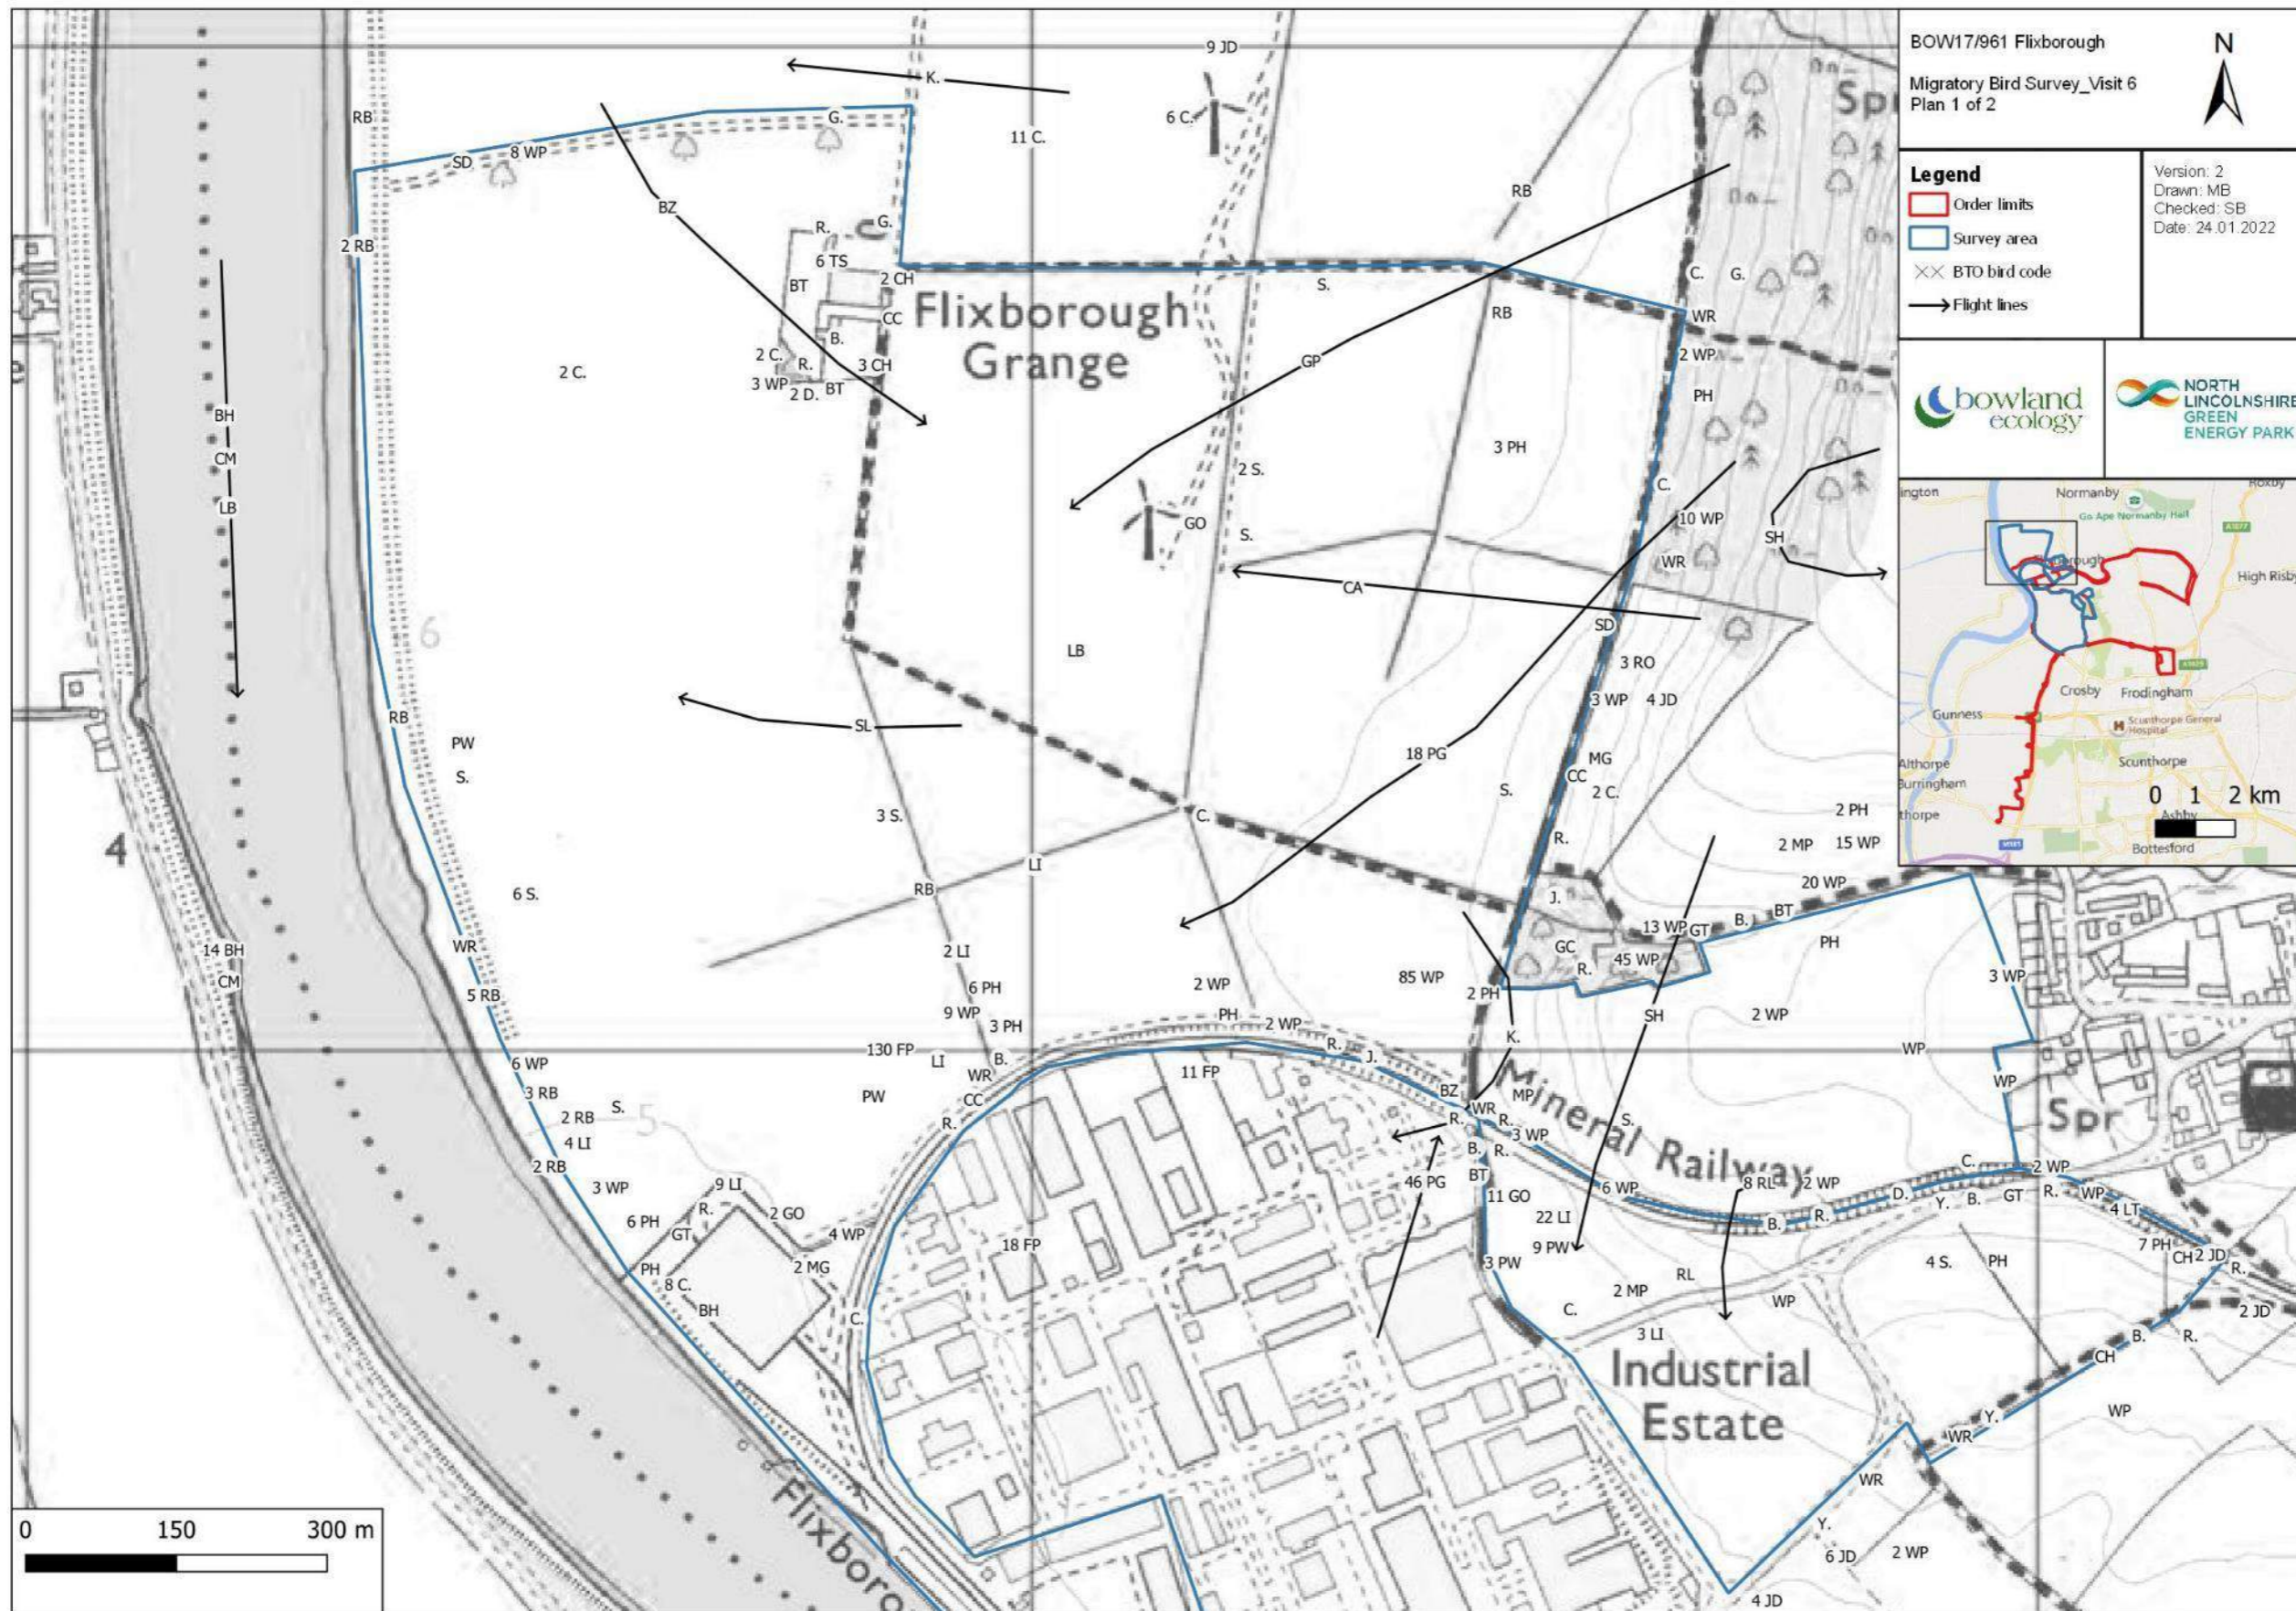 BOW17/961 Flixborough
Migratory Bird Survey_Visit 6
Plan 1 of 2
N
Legend
Order limits
Survey area
XX BTO bird code
Flight lines
Version: 2
Drawn: MB
Checked: SB
Date: 24.01.2022
bowland
ecology
NORTH
LINCOLNSHIRE
GREEN
ENERGY PARK
Normanby
Roxby
Go Ape Normanby Hall
A1077
High Risby
Crosby
Frodingham
A1029
Gunness
Scunthorpe General
Hospital
Scunthorpe
Althorpe
Burringham
Ashby
M181
Bottesford
0 1 2 km
9 JD
K.
6 C.
11 C.
G.
RB
8 WP
SD
Spr
BZ
RB
2 RB
R.
G.
6 TS
BT
2 CH
CC
Flixborough
Grange
S.
RB
C.
G.
WR
B.
2 C.
R.
3 CH
3 WP
2 D.
BT
2 C.
GP
2 WP
PH
BH
CM
LB
3 PH
2 S.
C.
GO
S.
10 WP
WR
SH
CA
6
SD
3 RO
LB
3 WP
4 JD
RB
SL
PW
S.
18 PG
MG
CC
2 C.
S.
3 S.
C.
R.
2 PH
2 MP
15 WP
4
LI
20 WP
6 S.
RB
J.
BT
B.
13 WP
GT
PH
14 BH
CM
WR
2 LI
GC
R.
45 WP
3 WP
5 RB
6 PH
2 WP
85 WP
2 PH
9 WP
3 PH
PH
2 WP
SH
2 WP
130 FP
LI
B.
R.
J.
K.
WP
6 WP
WR
11 FP
3 RB
PW
CC
BZ
MP
WP
2 RB
S.
5
R.
WR
R.
R.
Mineral Railway
S.
Spr
4 LI
2 RB
3 WP
3 WP
B.
R.
BT
9 LI
R.
46 PG
11 GO
6 WP
8 RL
2 WP
C.
2 WP
D.
Y.
B.
GT
R.
WP
6 PH
GT
2 GO
22 LI
B.
R.
4 LT
4 WP
18 FP
9 PW
7 PH
CH
2 JD
R.
PH
2 MG
3 PW
RL
4 S.
PH
8 C.
BH
2 MP
WP
C.
C.
3 LI
2 JD
B.
R.
Industrial
Estate
CH
WP
Y.
WR
WR
Y.
6 JD
2 WP
4 JD
Flixboro
0 150 300 m